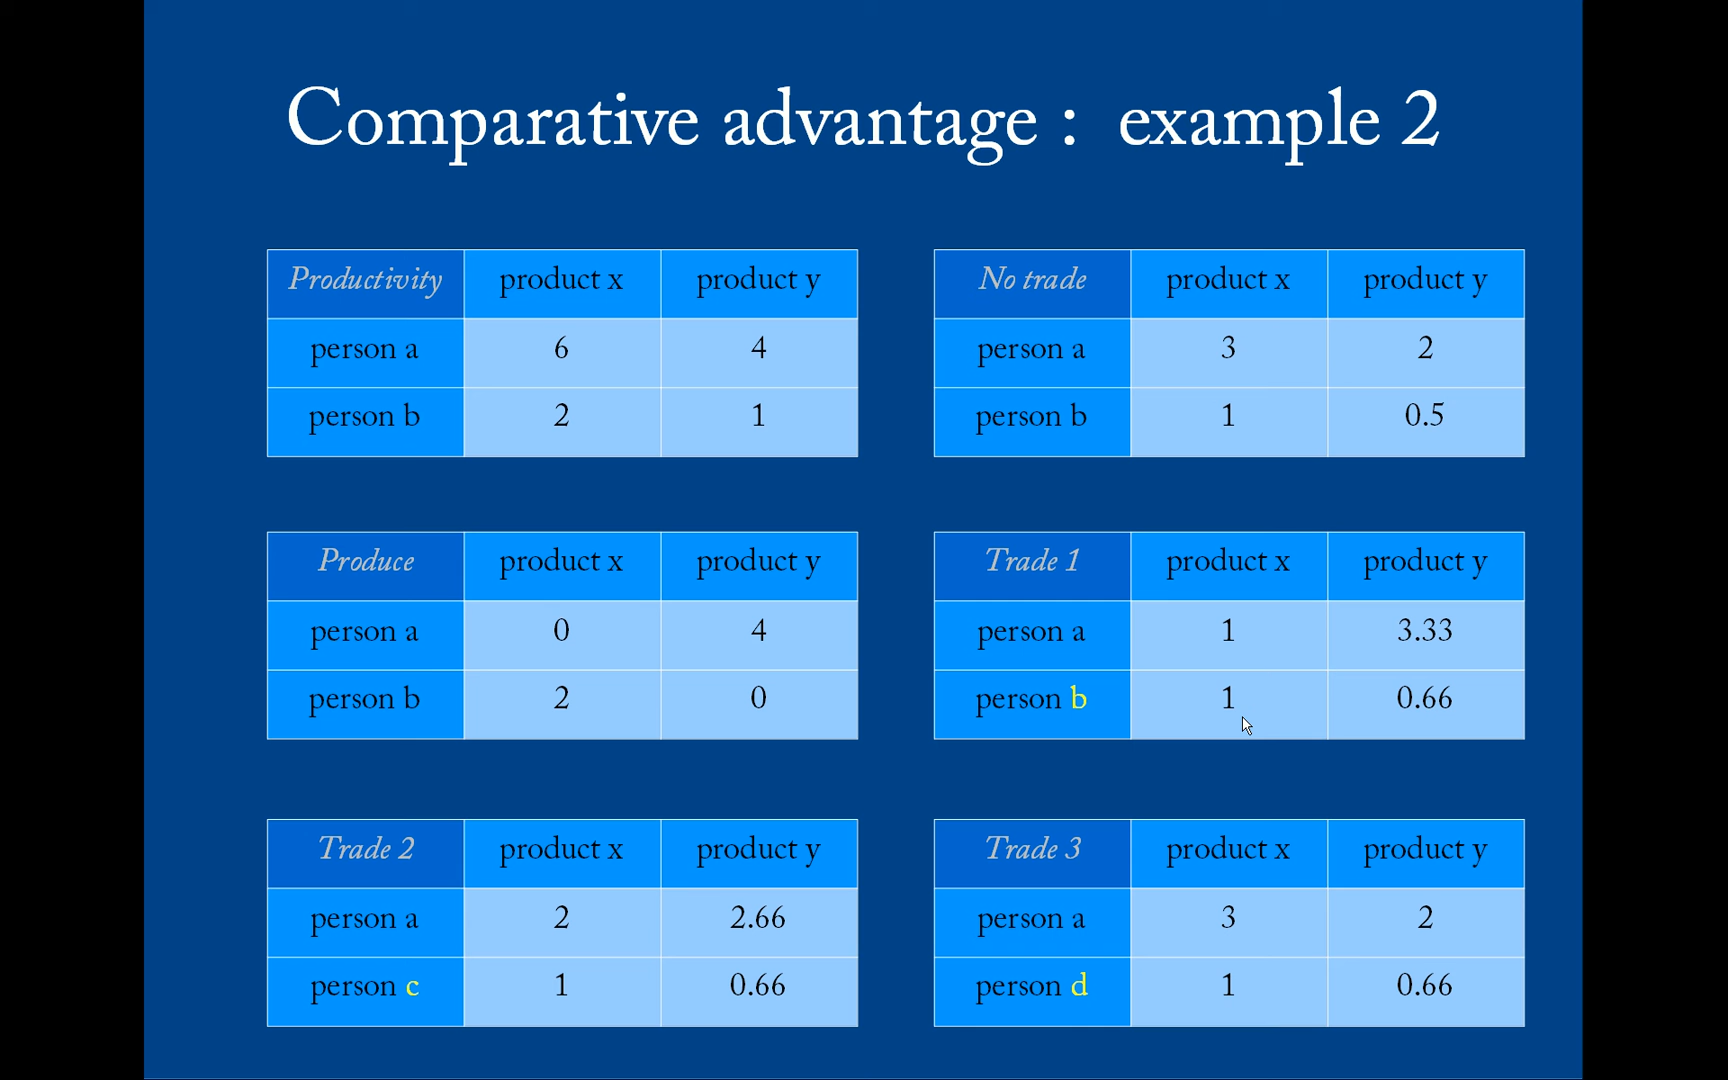 Comparative advantage :  example 2
Productivity product x product y
person a 6 4
person b 2 1
No trade product x product y
person a 3 2
person b 1 0.5
Produce product x product y
person a 0 4
person b 2 0
Trade 1 product x product y
person a 1 3.33
person b 1 0.66
Trade 2 product x product y
person a 2 2.66
person c 1 0.66
Trade 3 product x product y
person a 3 2
person d 1 0.66